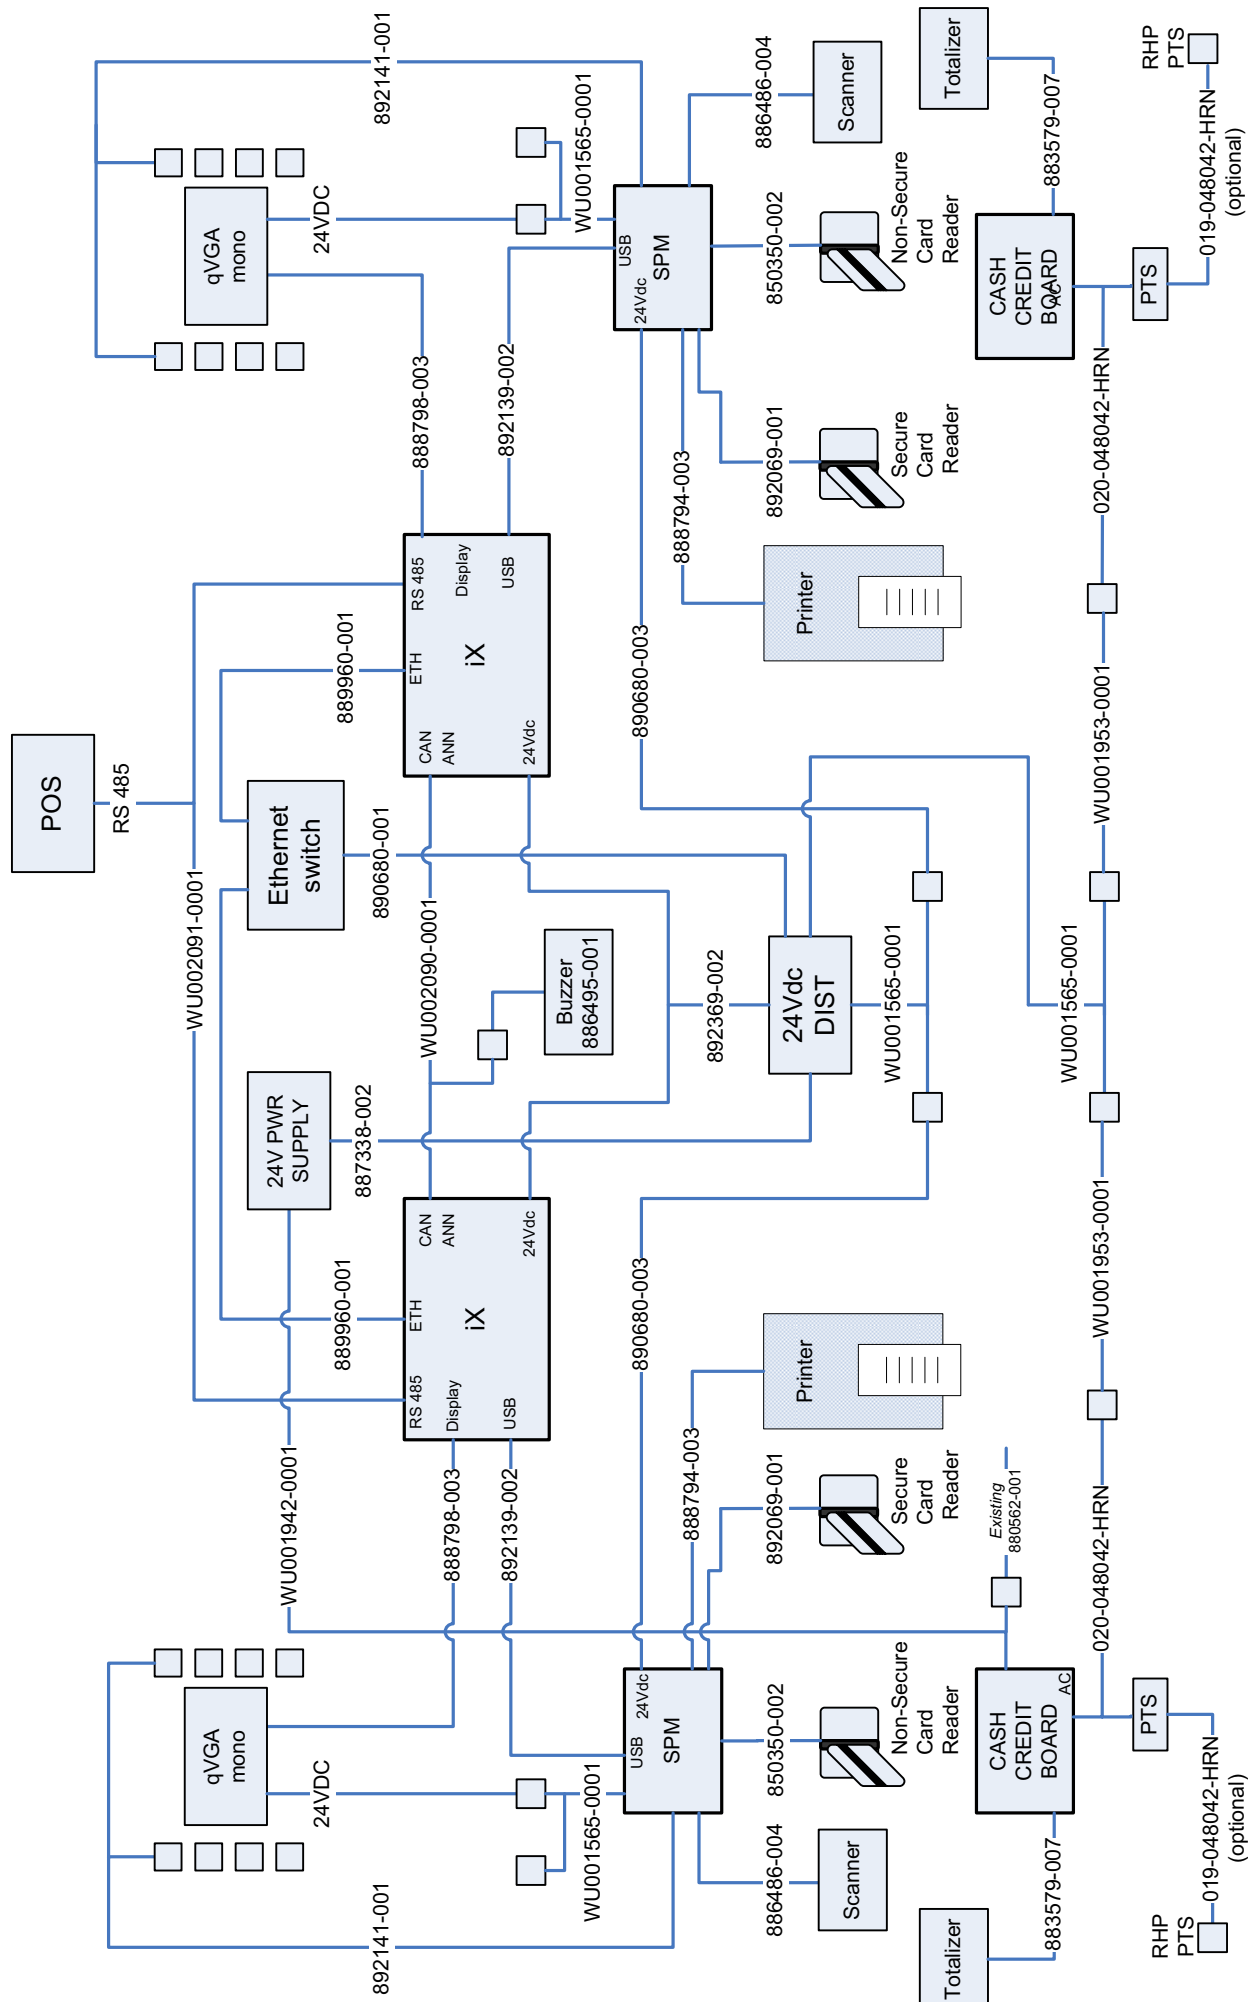 POS
RS 485
WU002091-0001
892141-001
qVGA
mono
24VDC
WU001942-0001
889960-001
24V PWR
SUPPLY
887338-002
Ethernet
switch
890680-001
889960-001
qVGA
mono
24VDC
892141-001
888798-003
892139-002
RS 485
ETH
CAN
ANN
Display
iX
USB
24Vdc
WU002090-0001
Buzzer
886495-001
CAN
ANN
ETH
RS 485
Display
iX
24Vdc
USB
888798-003
892139-002
WU001565-0001
USB
24Vdc
SPM
890680-003
892369-002
890680-003
WU001565-0001
24Vdc
USB
SPM
886486-004
Scanner
850350-002
Non-Secure
Card
Reader
892069-001
Secure
Card
Reader
888794-003
Printer
24Vdc
DIST
WU001565-0001
Printer
888794-003
892069-001
Secure
Card
Reader
850350-002
Non-Secure
Card
Reader
886486-004
Scanner
Totalizer
883579-007
CASH
CREDIT
BOARD
AC
Existing
880562-001
WU001565-0001
CASH
CREDIT
BOARD
AC
Totalizer
883579-007
RHP
PTS
019-048042-HRN
(optional)
PTS
020-048042-HRN
WU001953-0001
WU001953-0001
020-048042-HRN
PTS
019-048042-HRN
(optional)
RHP
PTS